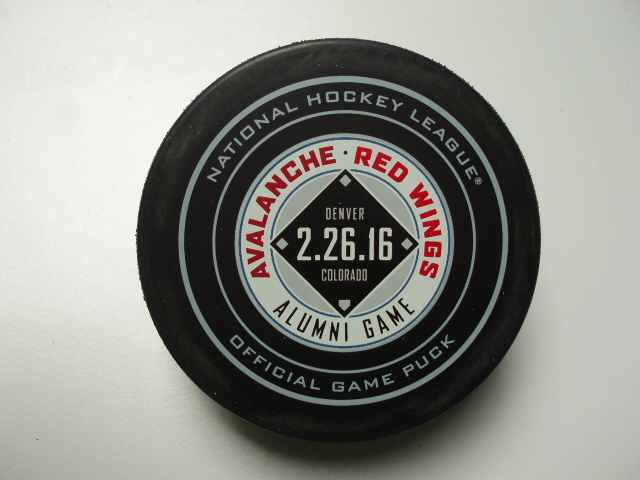 NATIONAL HOCKEY LEAGUE®
AVALANCHE · RED WINGS
DENVER
2.26.16
COLORADO
ALUMNI GAME
OFFICIAL GAME PUCK